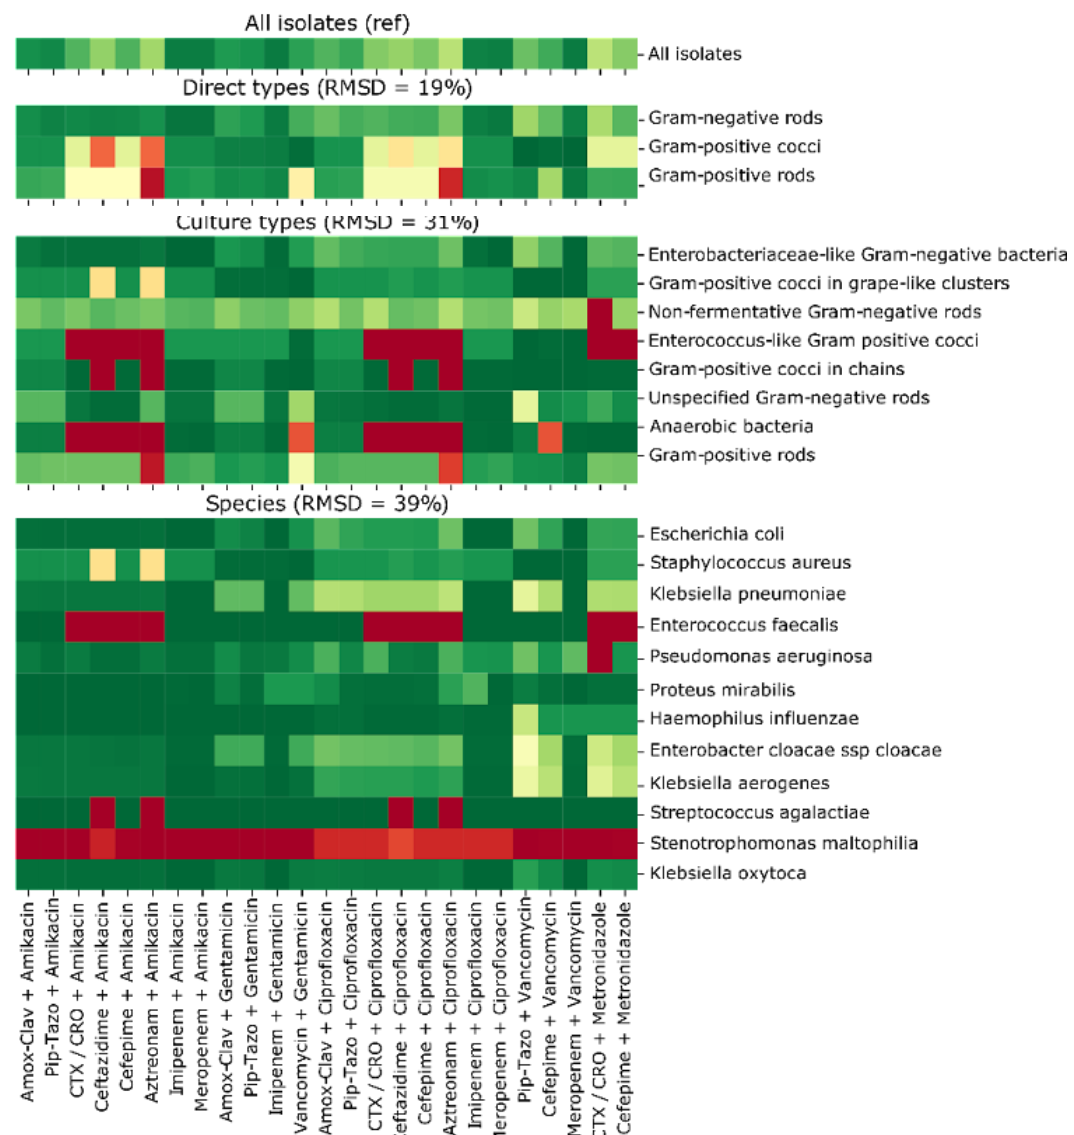 All isolates (ref)
All isolates
Direct types (RMSD = 19%)
Gram-negative rods
Gram-positive cocci
Gram-positive rods
Culture types (RMSD = 31%)
Enterobacteriaceae-like Gram-negative bacteria
Gram-positive cocci in grape-like clusters
Non-fermentative Gram-negative rods
Enterococcus-like Gram positive cocci
Gram-positive cocci in chains
Unspecified Gram-negative rods
Anaerobic bacteria
Gram-positive rods
Species (RMSD = 39%)
Escherichia coli
Staphylococcus aureus
Klebsiella pneumoniae
Enterococcus faecalis
Pseudomonas aeruginosa
Proteus mirabilis
Haemophilus influenzae
Enterobacter cloacae ssp cloacae
Klebsiella aerogenes
Streptococcus agalactiae
Stenotrophomonas maltophilia
Klebsiella oxytoca
Amox-Clav + Amikacin
Pip-Tazo + Amikacin
CTX / CRO + Amikacin
Ceftazidime + Amikacin
Cefepime + Amikacin
Aztreonam + Amikacin
Imipenem + Amikacin
Meropenem + Amikacin
Amox-Clav + Gentamicin
Pip-Tazo + Gentamicin
Imipenem + Gentamicin
Vancomycin + Gentamicin
Amox-Clav + Ciprofloxacin
Pip-Tazo + Ciprofloxacin
CTX / CRO + Ciprofloxacin
eftazidime + Ciprofloxacin
Cefepime + Ciprofloxacin
Aztreonam + Ciprofloxacin
Imipenem + Ciprofloxacin
Meropenem + Ciprofloxacin
Pip-Tazo + Vancomycin
Cefepime + Vancomycin
Meropenem + Vancomycin
CTX / CRO + Metronidazole
Cefepime + Metronidazole